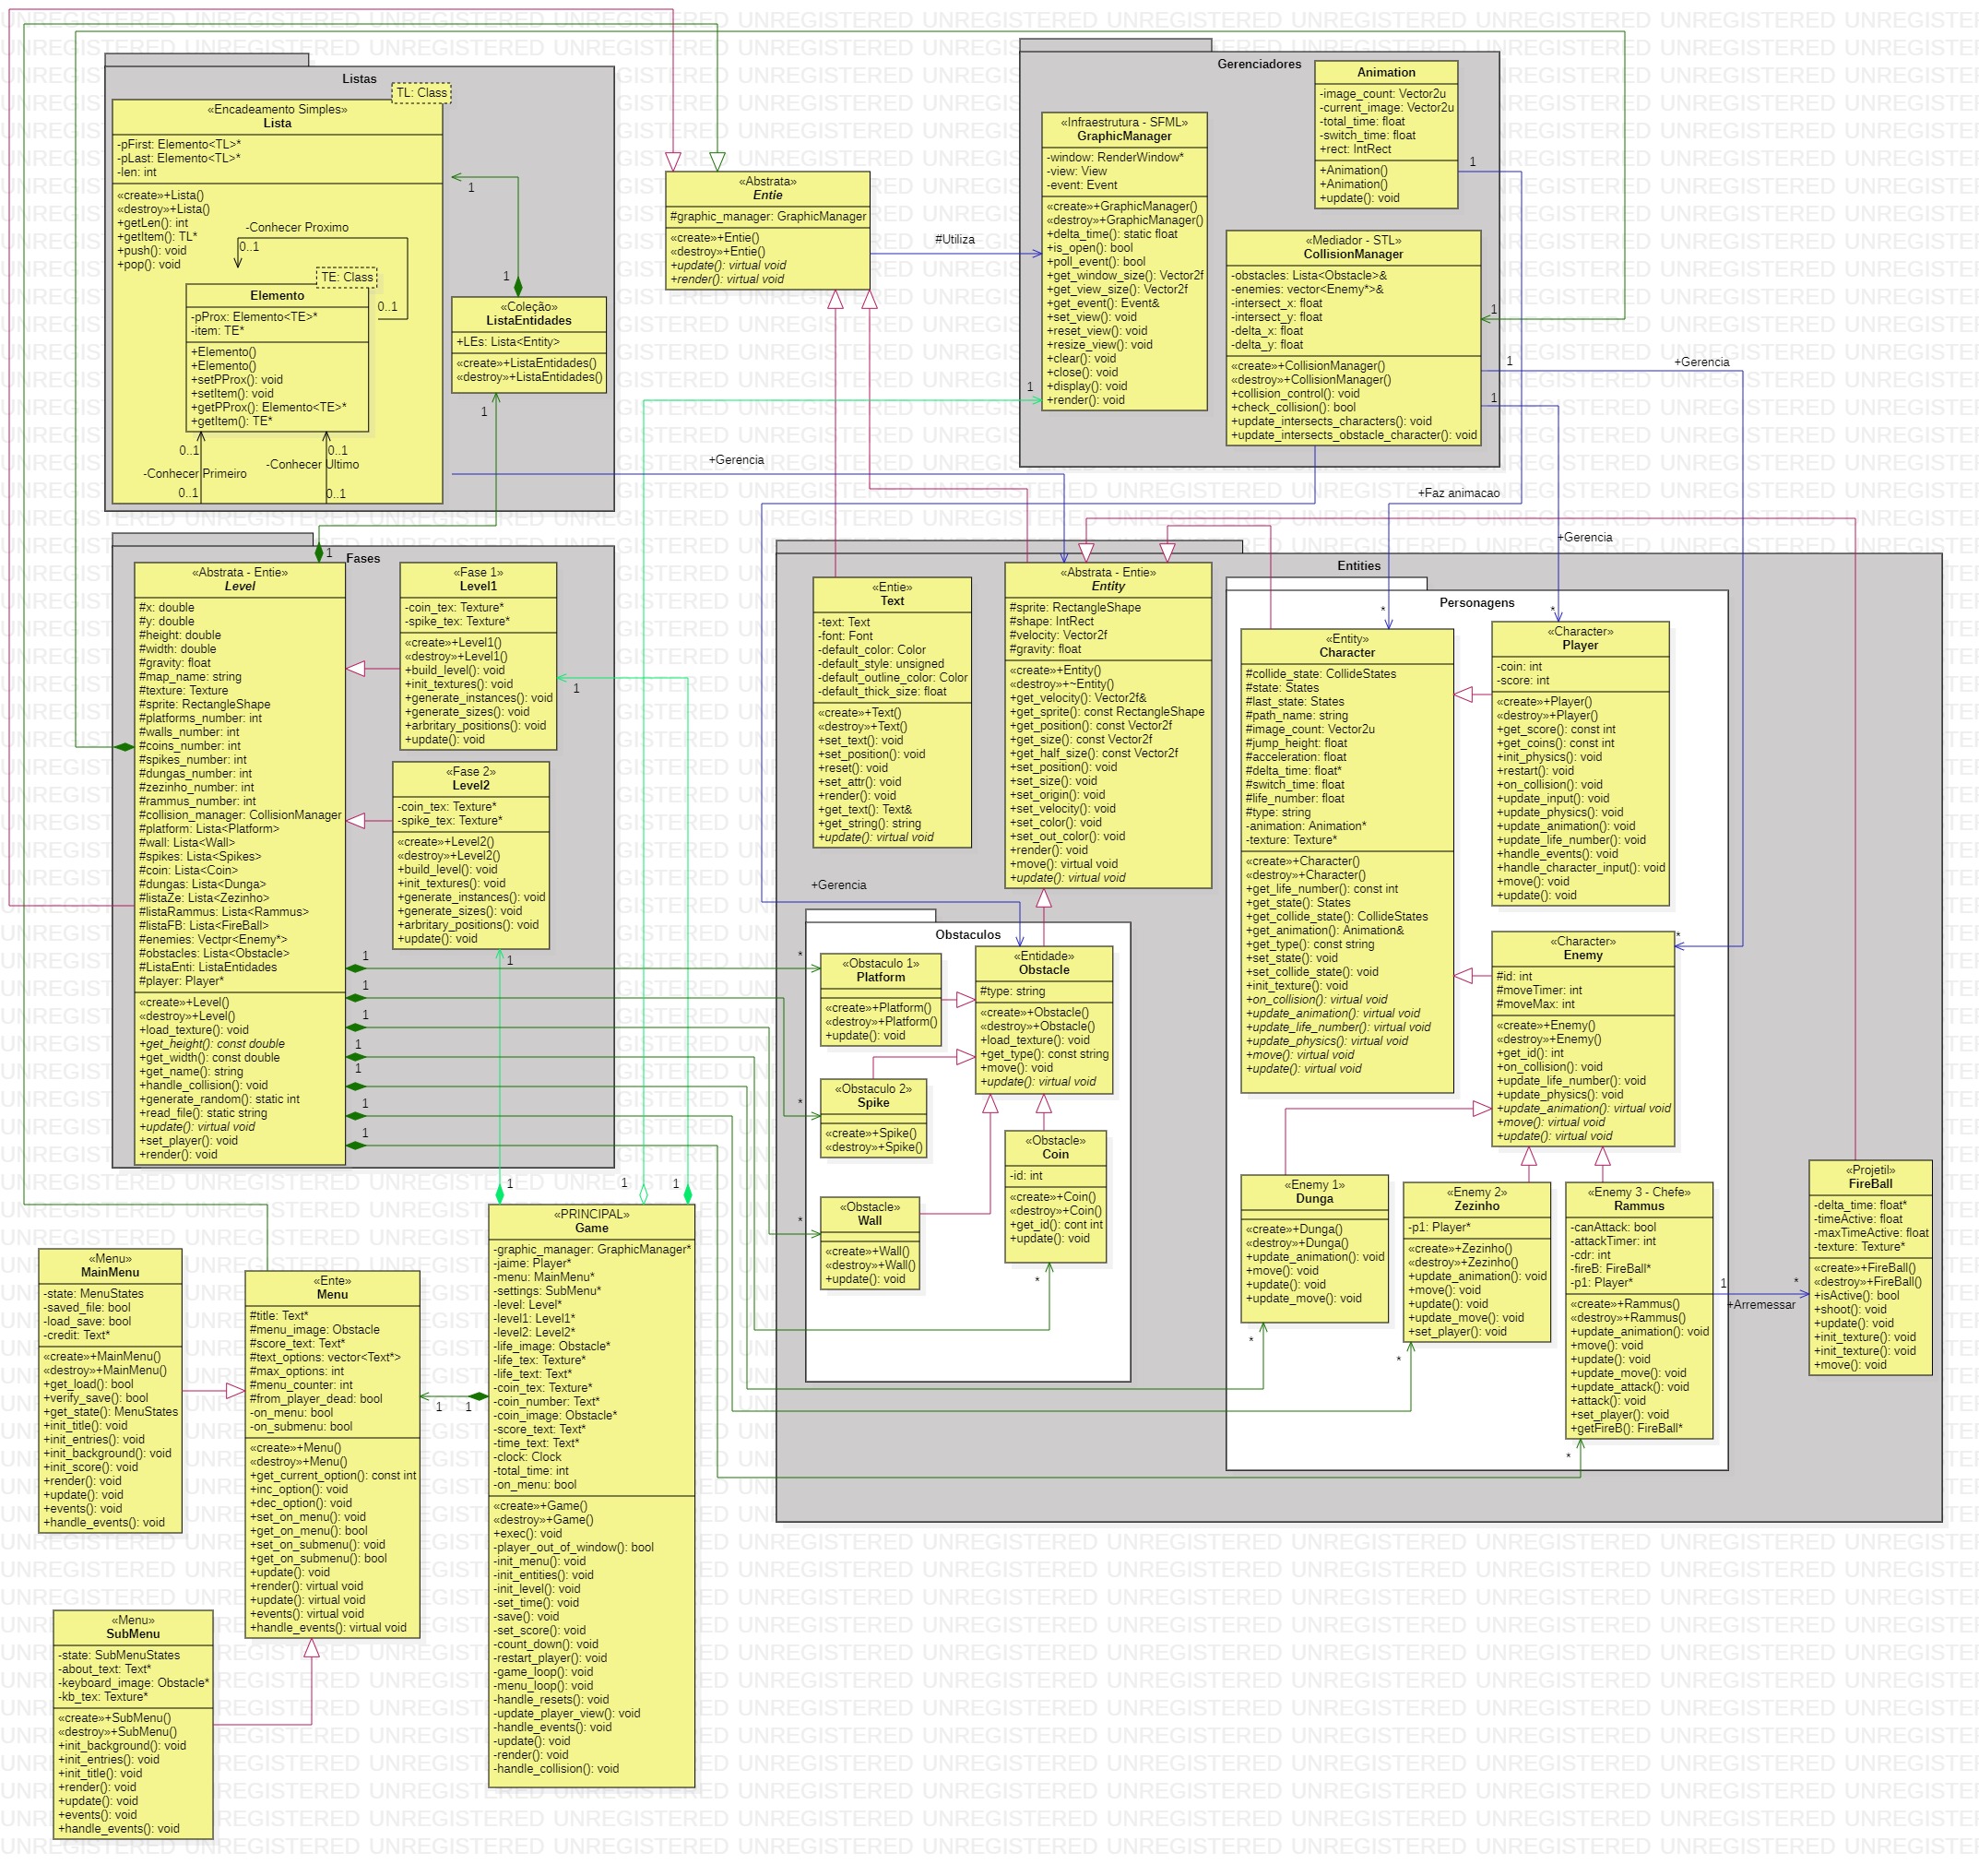 Listas
TL: Class
«Encadeamento Simples»
Lista
-pFirst: Elemento<TL>*
-pLast: Elemento<TL>*
-len: int
«create»+Lista()
«destroy»+Lista()
+getLen(): int
+getItem(): TL*
+push(): void
+pop(): void
-Conhecer Proximo
0..1
0..1
TE: Class
Elemento
-pProx: Elemento<TE>*
-item: TE*
+Elemento()
+Elemento()
+setPProx(): void
+setItem(): void
+getPProx(): Elemento<TE>*
+getItem(): TE*
0..1
0..1
-Conhecer Primeiro
-Conhecer Ultimo
0..1
0..1
1
1
«Coleção»
ListaEntidades
+LEs: Lista<Entity>
«create»+ListaEntidades()
«destroy»+ListaEntidades()
1
«Abstrata»
Entie
#graphic_manager: GraphicManager
«create»+Entie()
«destroy»+Entie()
+update(): virtual void
+render(): virtual void
#Utiliza
+Gerencia
Gerenciadores
«Infraestrutura - SFML»
GraphicManager
-window: RenderWindow*
-view: View
-event: Event
«create»+GraphicManager()
«destroy»+GraphicManager()
+delta_time(): static float
+is_open(): bool
+poll_event(): bool
+get_window_size(): Vector2f
+get_view_size(): Vector2f
+get_event(): Event&
+set_view(): void
+reset_view(): void
+resize_view(): void
+clear(): void
+close(): void
+display(): void
+render(): void
1
Animation
-image_count: Vector2u
-current_image: Vector2u
-total_time: float
-switch_time: float
+rect: IntRect
+Animation()
+Animation()
+update(): void
1
«Mediador - STL»
CollisionManager
-obstacles: Lista<Obstacle>&
-enemies: vector<Enemy*>&
-intersect_x: float
-intersect_y: float
-delta_x: float
-delta_y: float
«create»+CollisionManager()
«destroy»+CollisionManager()
+collision_control(): void
+check_collision(): bool
+update_intersects_characters(): void
+update_intersects_obstacle_character(): void
1
1
+Gerencia
1
+Faz animacao
+Gerencia
Fases
1
«Abstrata - Entie»
Level
#x: double
#y: double
#height: double
#width: double
#gravity: float
#map_name: string
#texture: Texture
#sprite: RectangleShape
#platforms_number: int
#walls_number: int
#coins_number: int
#spikes_number: int
#dungas_number: int
#zezinho_number: int
#rammus_number: int
#collision_manager: CollisionManager
#platform: Lista<Platform>
#wall: Lista<Wall>
#spikes: Lista<Spikes>
#coin: Lista<Coin>
#dungas: Lista<Dunga>
#listaZe: Lista<Zezinho>
#listaRammus: Lista<Rammus>
#listaFB: Lista<FireBall>
#enemies: Vectpr<Enemy*>
#obstacles: Lista<Obstacle>
#ListaEnti: ListaEntidades
#player: Player*
«create»+Level()
«destroy»+Level()
+load_texture(): void
+get_height(): const double
+get_width(): const double
+get_name(): string
+handle_collision(): void
+generate_random(): static int
+read_file(): static string
+update(): virtual void
+set_player(): void
+render(): void
«Fase 1»
Level1
-coin_tex: Texture*
-spike_tex: Texture*
«create»+Level1()
«destroy»+Level1()
+build_level(): void
+init_textures(): void
+generate_instances(): void
+generate_sizes(): void
+arbritary_positions(): void
+update(): void
1
«Fase 2»
Level2
-coin_tex: Texture*
-spike_tex: Texture*
«create»+Level2()
«destroy»+Level2()
+build_level(): void
+init_textures(): void
+generate_instances(): void
+generate_sizes(): void
+arbritary_positions(): void
+update(): void
1
1
1
1
1
1
1
1
Entities
«Entie»
Text
-text: Text
-font: Font
-default_color: Color
-default_style: unsigned
-default_outline_color: Color
-default_thick_size: float
«create»+Text()
«destroy»+Text()
+set_text(): void
+set_position(): void
+reset(): void
+set_attr(): void
+render(): void
+get_text(): Text&
+get_string(): string
+update(): virtual void
+Gerencia
«Abstrata - Entie»
Entity
#sprite: RectangleShape
#shape: IntRect
#velocity: Vector2f
#gravity: float
«create»+Entity()
«destroy»+~Entity()
+get_velocity(): Vector2f&
+get_sprite(): const RectangleShape
+get_position(): const Vector2f
+get_size(): const Vector2f
+get_half_size(): const Vector2f
+set_position(): void
+set_size(): void
+set_origin(): void
+set_velocity(): void
+set_color(): void
+set_out_color(): void
+render(): void
+move(): virtual void
+update(): virtual void
Obstaculos
*
«Obstaculo 1»
Platform
«create»+Platform()
«destroy»+Platform()
+update(): void
«Entidade»
Obstacle
#type: string
«create»+Obstacle()
«destroy»+Obstacle()
+load_texture(): void
+get_type(): const string
+move(): void
+update(): virtual void
*
«Obstaculo 2»
Spike
«create»+Spike()
«destroy»+Spike()
«Obstacle»
Coin
-id: int
«create»+Coin()
«destroy»+Coin()
+get_id(): cont int
+update(): void
*
*
«Obstacle»
Wall
«create»+Wall()
«destroy»+Wall()
+update(): void
Personagens
*
«Entity»
Character
#collide_state: CollideStates
#state: States
#last_state: States
#path_name: string
#image_count: Vector2u
#jump_height: float
#acceleration: float
#delta_time: float*
#switch_time: float
#life_number: float
#type: string
-animation: Animation*
-texture: Texture*
«create»+Character()
«destroy»+Character()
+get_life_number(): const int
+get_state(): States
+get_collide_state(): CollideStates
+get_animation(): Animation&
+get_type(): const string
+set_state(): void
+set_collide_state(): void
+init_texture(): void
+on_collision(): virtual void
+update_animation(): virtual void
+update_life_number(): virtual void
+update_physics(): virtual void
+move(): virtual void
+update(): virtual void
*
«Character»
Player
-coin: int
-score: int
«create»+Player()
«destroy»+Player()
+get_score(): const int
+get_coins(): const int
+init_physics(): void
+restart(): void
+on_collision(): void
+update_input(): void
+update_physics(): void
+update_animation(): void
+update_life_number(): void
+handle_events(): void
+handle_character_input(): void
+move(): void
+update(): void
*
«Character»
Enemy
#id: int
#moveTimer: int
#moveMax: int
«create»+Enemy()
«destroy»+Enemy()
+get_id(): int
+on_collision(): void
+update_life_number(): void
+update_physics(): void
+update_animation(): virtual void
+move(): virtual void
+update(): virtual void
«Enemy 1»
Dunga
«create»+Dunga()
«destroy»+Dunga()
+update_animation(): void
+move(): void
+update(): void
+update_move(): void
*
«Enemy 2»
Zezinho
-p1: Player*
«create»+Zezinho()
«destroy»+Zezinho()
+update_animation(): void
+move(): void
+update(): void
+update_move(): void
+set_player(): void
*
«Enemy 3 - Chefe»
Rammus
-canAttack: bool
-attackTimer: int
-cdr: int
-fireB: FireBall*
-p1: Player*
«create»+Rammus()
«destroy»+Rammus()
+update_animation(): void
+move(): void
+update(): void
+update_move(): void
+update_attack(): void
+attack(): void
+set_player(): void
+getFireB(): FireBall*
*
1
*
+Arremessar
«Projetil»
FireBall
-delta_time: float*
-timeActive: float
-maxTimeActive: float
-texture: Texture*
«create»+FireBall()
«destroy»+FireBall()
+isActive(): bool
+shoot(): void
+update(): void
+init_texture(): void
+init_texture(): void
+move(): void
1
1
1
«PRINCIPAL»
Game
-graphic_manager: GraphicManager*
-jaime: Player*
-menu: MainMenu*
-settings: SubMenu*
-level: Level*
-level1: Level1*
-level2: Level2*
-life_image: Obstacle*
-life_tex: Texture*
-life_text: Text*
-coin_tex: Texture*
-coin_number: Text*
-coin_image: Obstacle*
-score_text: Text*
-time_text: Text*
-clock: Clock
-total_time: int
-on_menu: bool
«create»+Game()
«destroy»+Game()
+exec(): void
-player_out_of_window(): bool
-init_menu(): void
-init_entities(): void
-init_level(): void
-set_time(): void
-save(): void
-set_score(): void
-count_down(): void
-restart_player(): void
-game_loop(): void
-menu_loop(): void
-handle_resets(): void
-update_player_view(): void
-handle_events(): void
-update(): void
-render(): void
-handle_collision(): void
1
1
«Menu»
MainMenu
-state: MenuStates
-saved_file: bool
-load_save: bool
-credit: Text*
«create»+MainMenu()
«destroy»+MainMenu()
+get_load(): bool
+verify_save(): bool
+get_state(): MenuStates
+init_title(): void
+init_entries(): void
+init_background(): void
+init_score(): void
+render(): void
+update(): void
+events(): void
+handle_events(): void
«Ente»
Menu
#title: Text*
#menu_image: Obstacle
#score_text: Text*
#text_options: vector<Text*>
#max_options: int
#menu_counter: int
#from_player_dead: bool
-on_menu: bool
-on_submenu: bool
«create»+Menu()
«destroy»+Menu()
+get_current_option(): const int
+inc_option(): void
+dec_option(): void
+set_on_menu(): void
+get_on_menu(): bool
+set_on_submenu(): void
+get_on_submenu(): bool
+update(): void
+render(): virtual void
+update(): virtual void
+events(): virtual void
+handle_events(): virtual void
«Menu»
SubMenu
-state: SubMenuStates
-about_text: Text*
-keyboard_image: Obstacle*
-kb_tex: Texture*
«create»+SubMenu()
«destroy»+SubMenu()
+init_background(): void
+init_entries(): void
+init_title(): void
+render(): void
+update(): void
+events(): void
+handle_events(): void